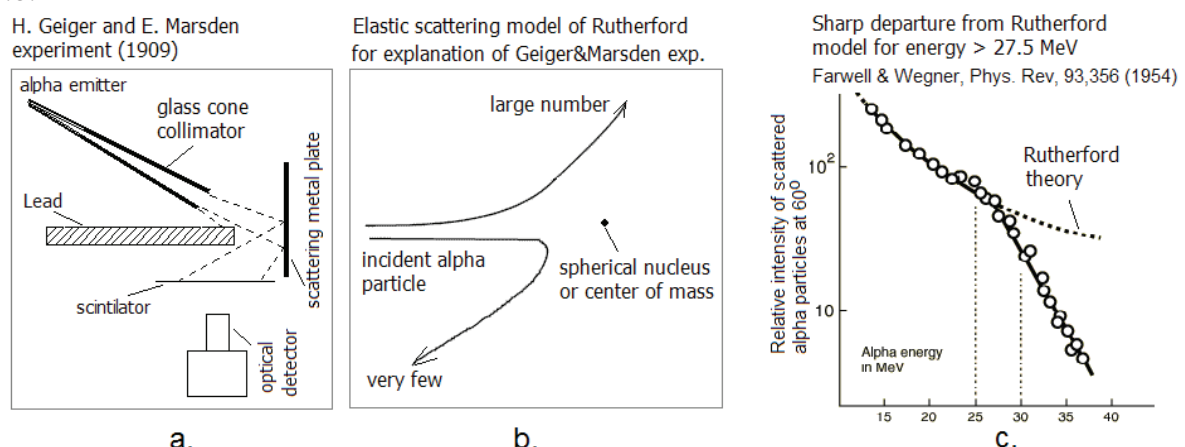 H. Geiger and E. Marsden
experiment (1909)
alpha emitter
glass cone
collimator
Lead
scattering metal plate
scintilator
optical
detector
a.
Elastic scattering model of Rutherford
for explanation of Geiger&Marsden exp.
large number
incident alpha
particle
spherical nucleus
or center of mass
very few
b.
Sharp departure from Rutherford
model for energy > 27.5 MeV
Farwell & Wegner, Phys. Rev, 93,356 (1954)
Relative intensity of scattered
alpha particles at 60⁰
10²
Rutherford
theory
10
Alpha energy
in MeV
15 20 25 30 35 40
c.